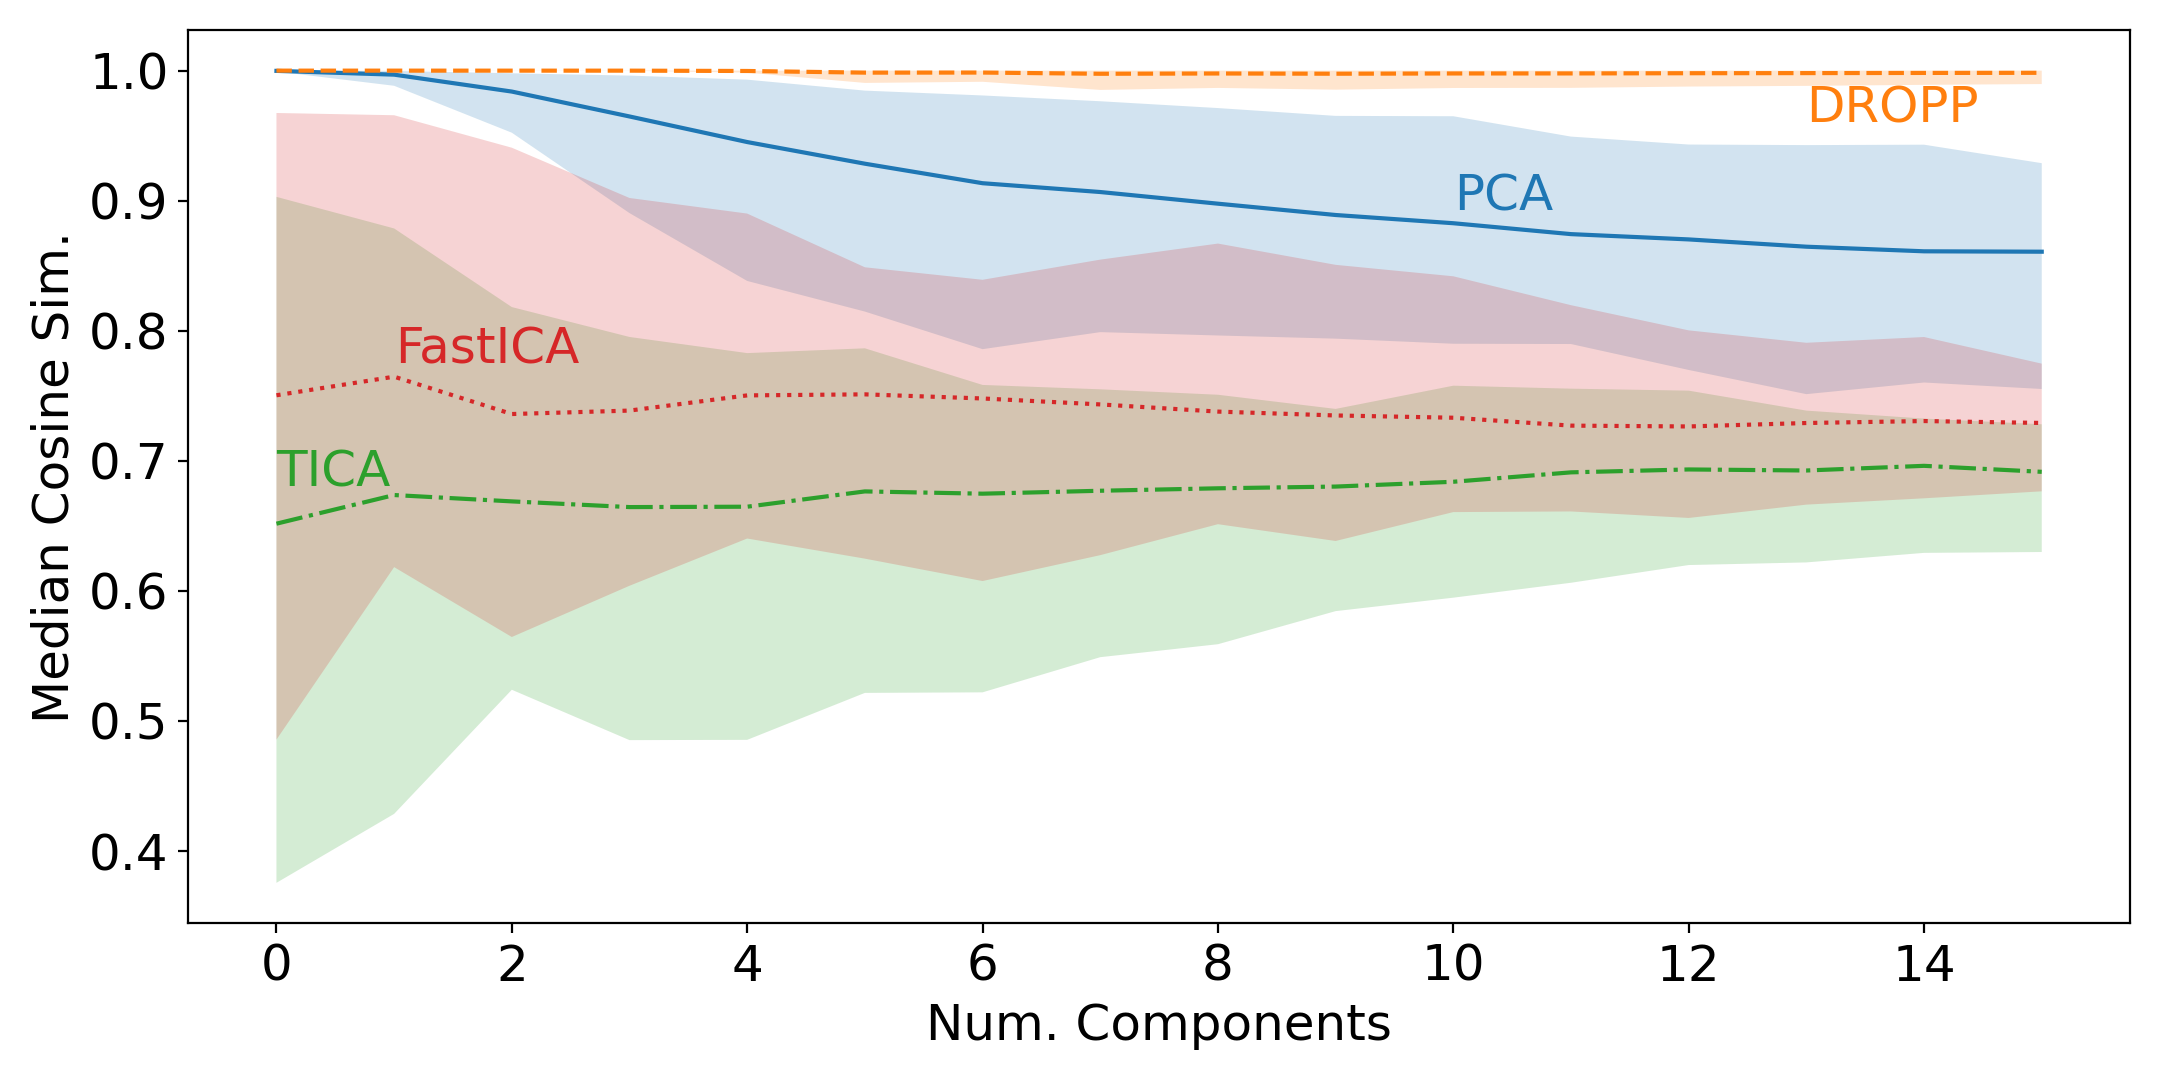 Median Cosine Sim.
1.0
0.9
0.8
0.7
0.6
0.5
0.4
DROPP
PCA
FastICA
TICA
0 2 4 6 8 10 12 14
Num. Components